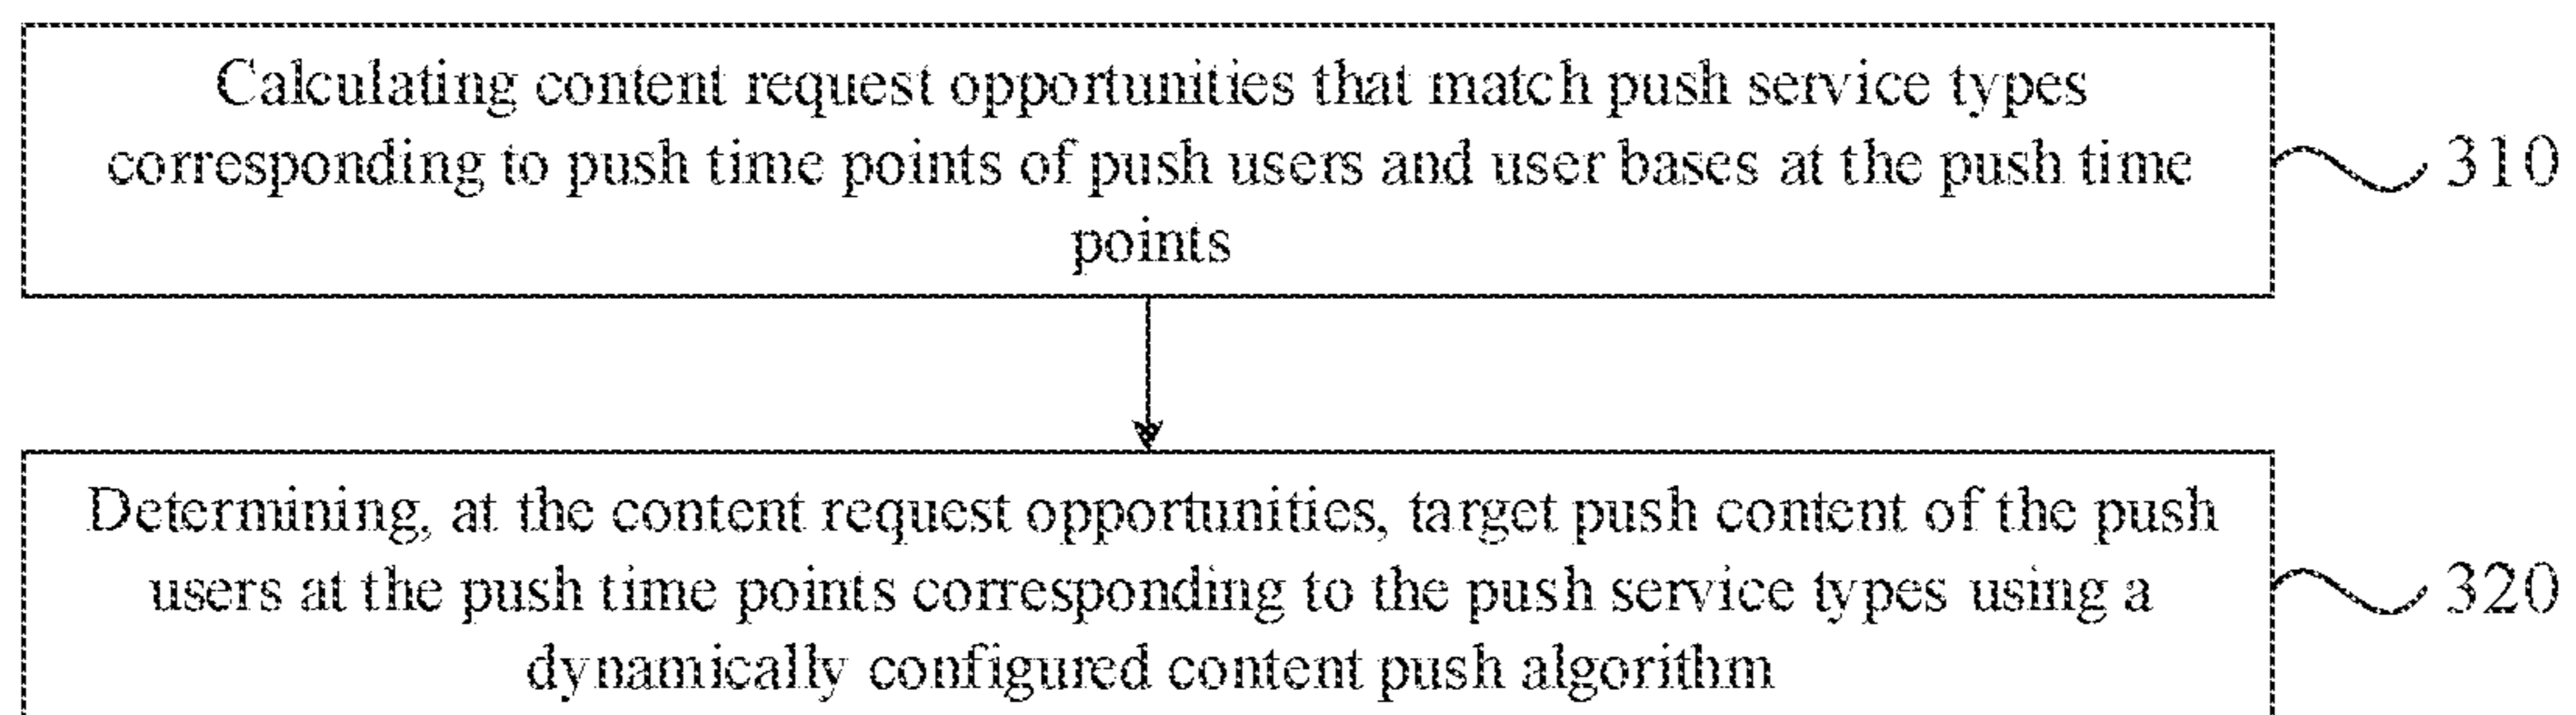 Calculating content request opportunities that match push service types
corresponding to push time points of push users and user bases at the push time
points
310
Determining, at the content request opportunities, target push content of the push
users at the push time points corresponding to the push service types using a
dynamically configured content push algorithm
320